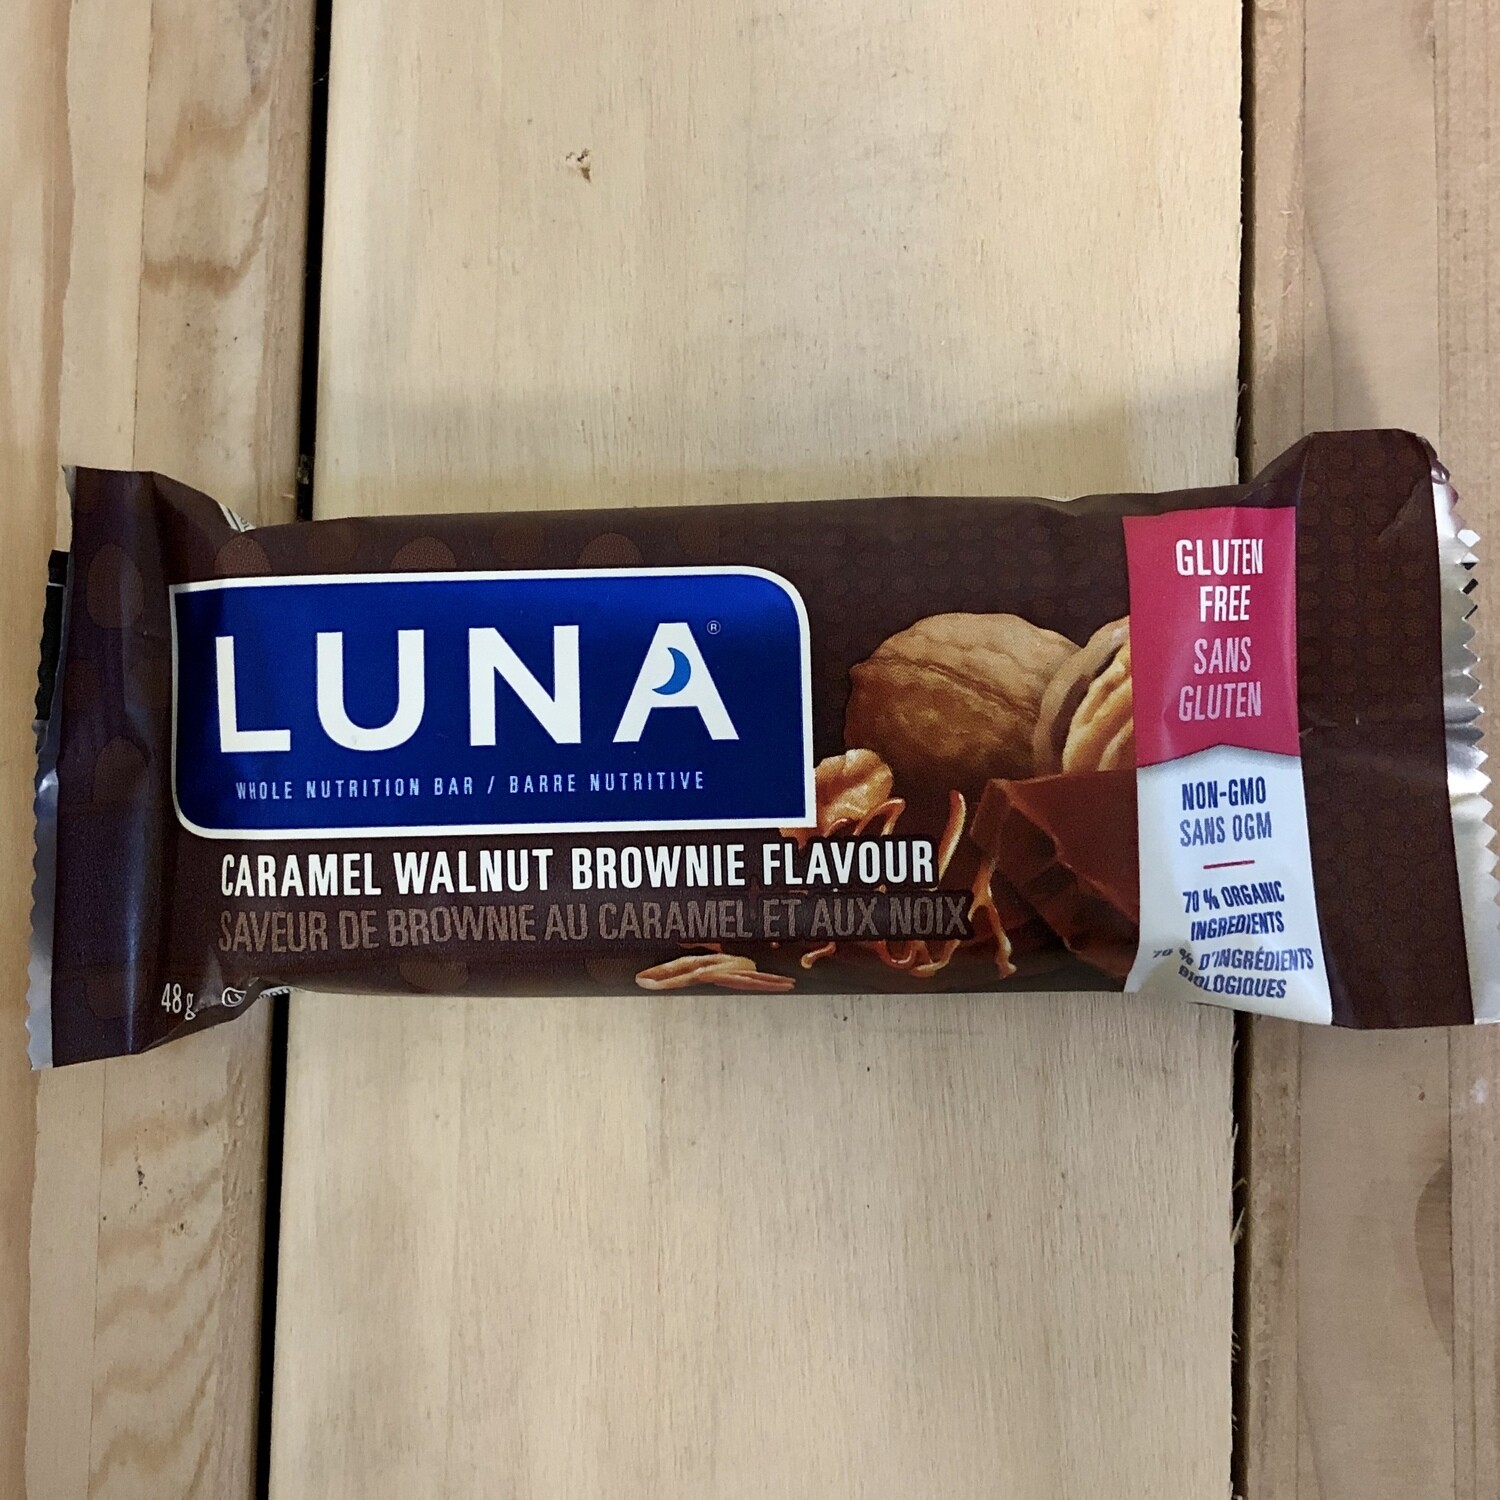 LUNA®
WHOLE NUTRITION BAR / BARRE NUTRITIVE
CARAMEL WALNUT BROWNIE FLAVOUR
SAVEUR DE BROWNIE AU CARAMEL ET AUX NOIX
48 g
GLUTEN
FREE
SANS
GLUTEN
NON-GMO
SANS OGM
70 % ORGANIC
INGREDIENTS
70 % D'INGRÉDIENTS
BIOLOGIQUES